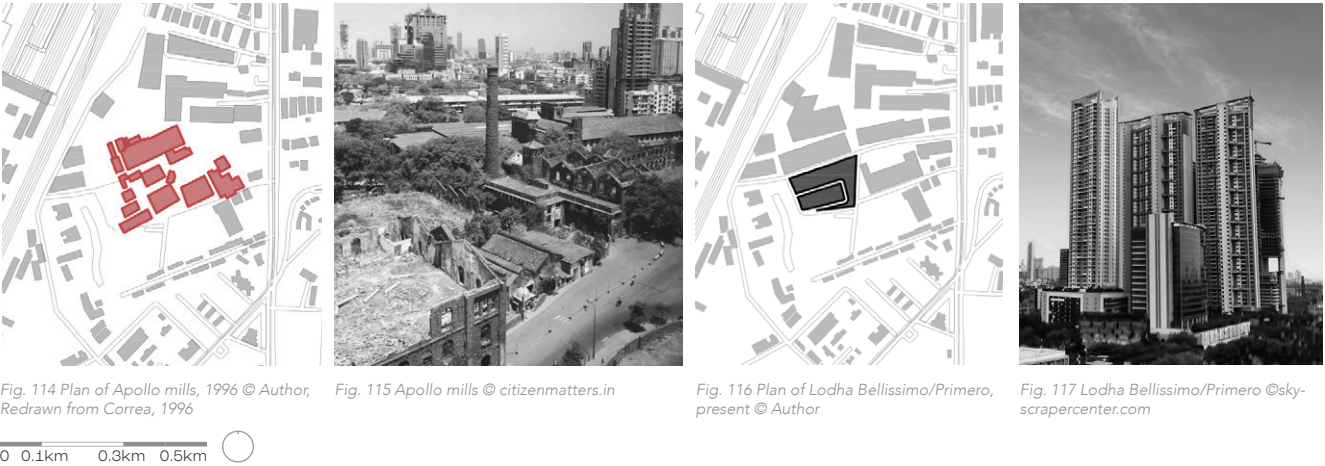 Fig. 114 Plan of Apollo mills, 1996 © Author,
Redrawn from Correa, 1996
Fig. 115 Apollo mills © citizenmatters.in
Fig. 116 Plan of Lodha Bellissimo/Primero,
present © Author
Fig. 117 Lodha Bellissimo/Primero ©sky-
scrapercenter.com
0 0.1km 0.3km 0.5km